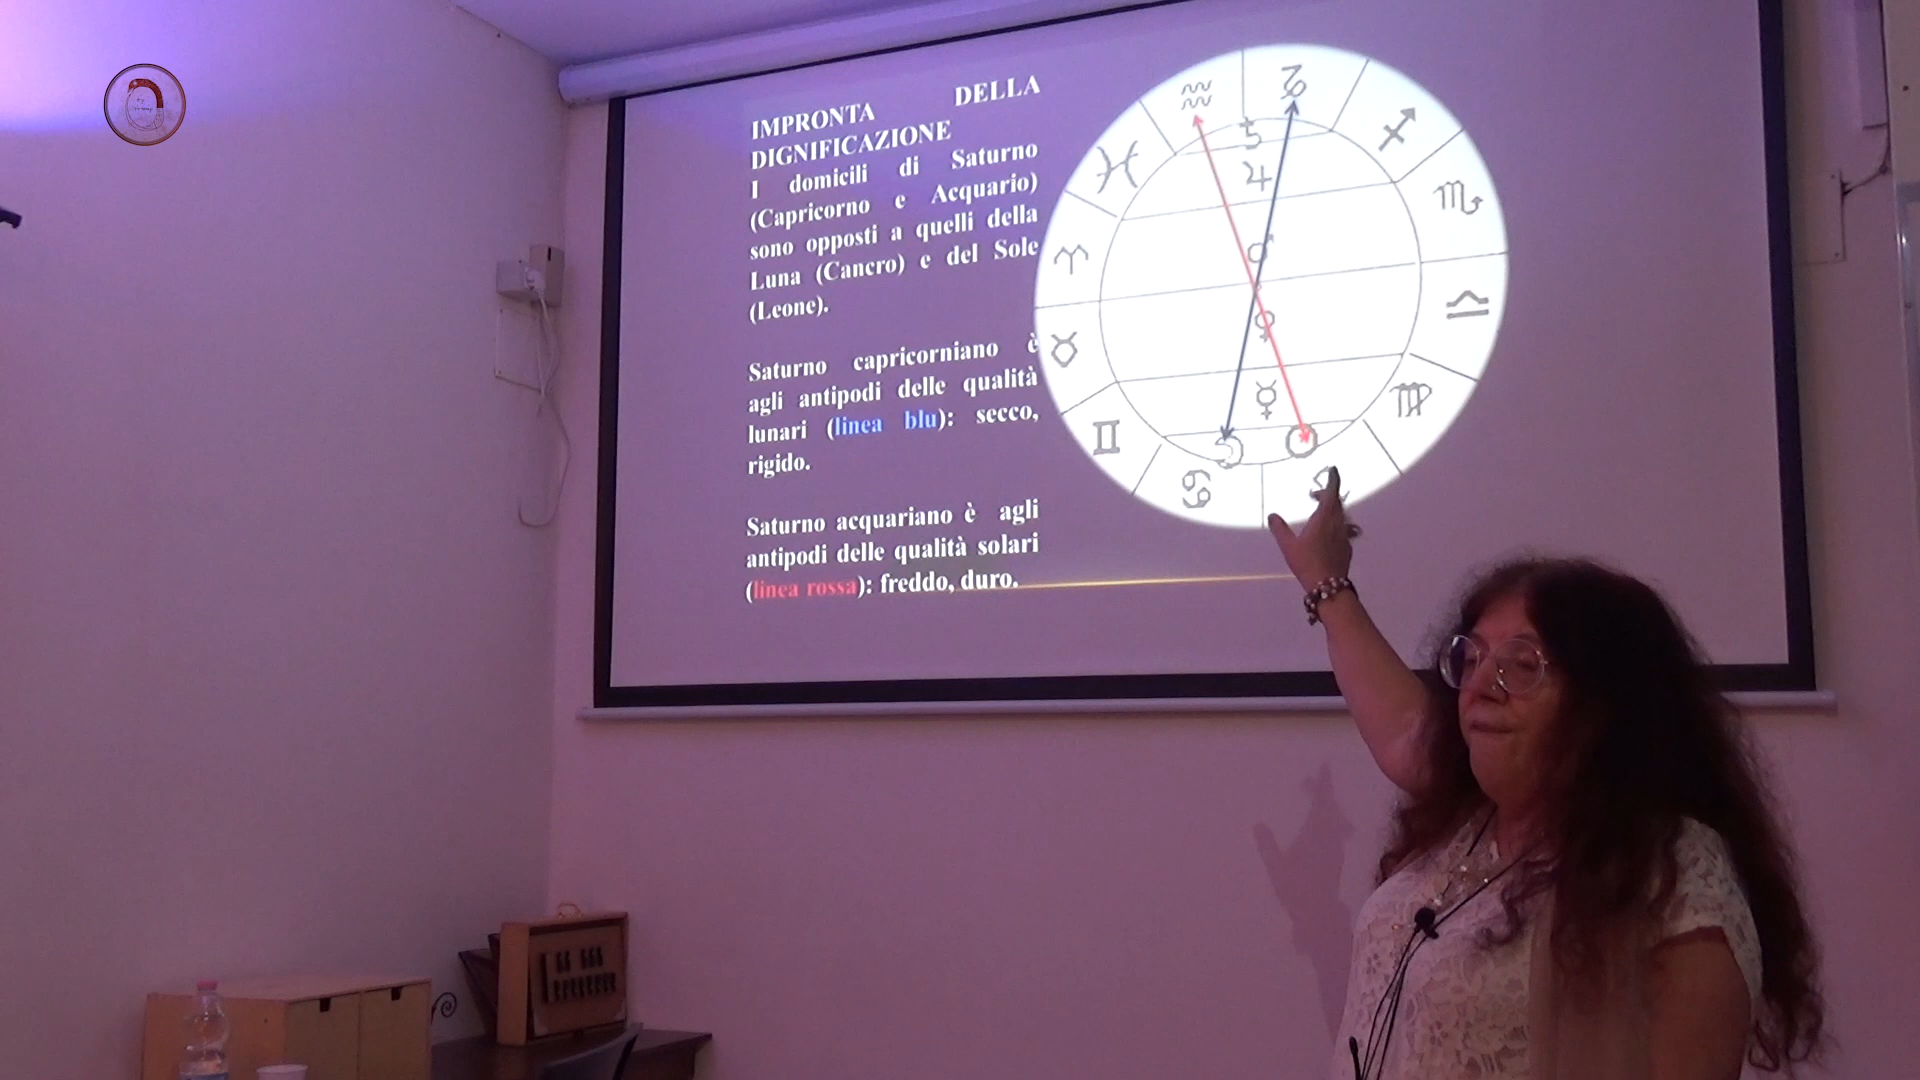 IMPRONTA DELLA
DIGNIFICAZIONE
I domicili di Saturno
(Capricorno e Acquario)
sono opposti a quelli della
Luna (Cancro) e del Sole
(Leone).
Saturno capricorniano è
agli antipodi delle qualità
lunari (linea blu): secco,
rigido.
Saturno acquariano è agli
antipodi delle qualità solari
(linea rossa): freddo, duro.